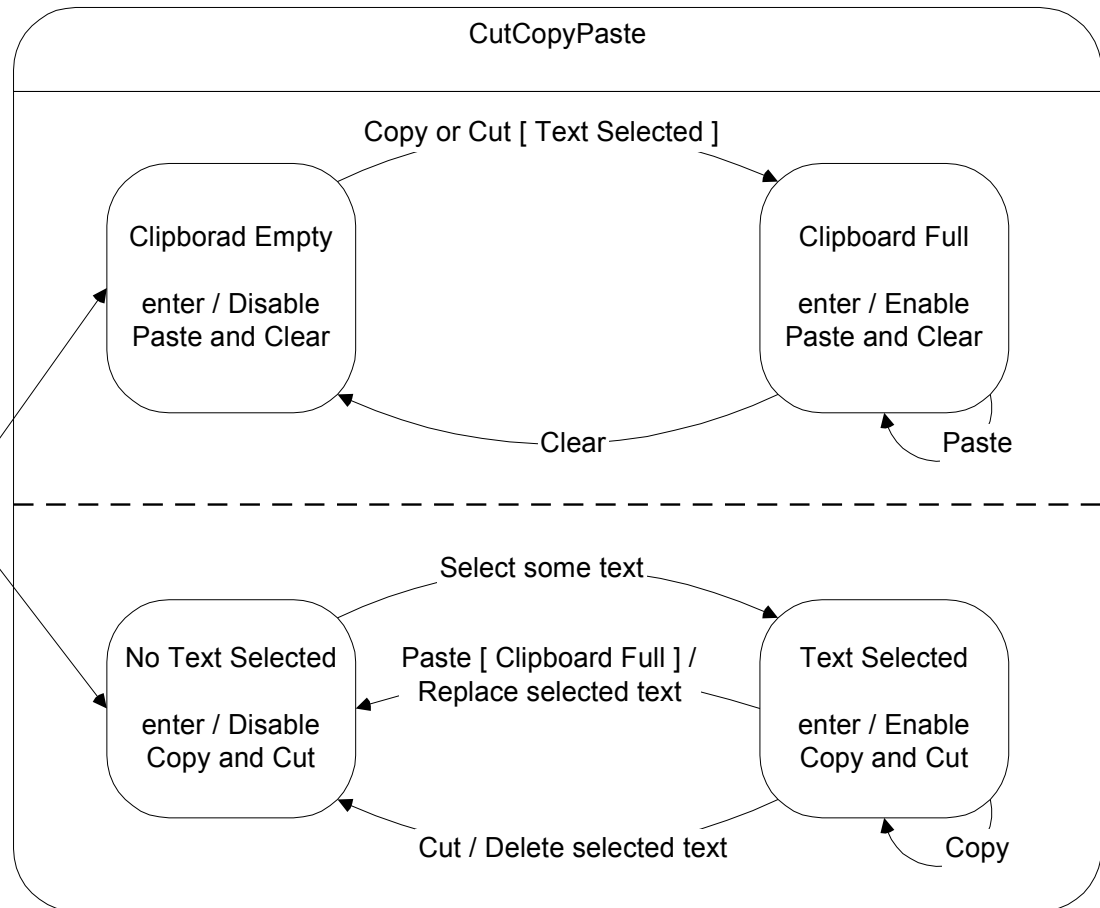 CutCopyPaste
Copy or Cut [ Text Selected ]
Clipborad Empty
enter / Disable
Paste and Clear
Clipboard Full
enter / Enable
Paste and Clear
Clear
Paste
Select some text
No Text Selected
enter / Disable
Copy and Cut
Paste [ Clipboard Full ] /
Replace selected text
Text Selected
enter / Enable
Copy and Cut
Cut / Delete selected text
Copy